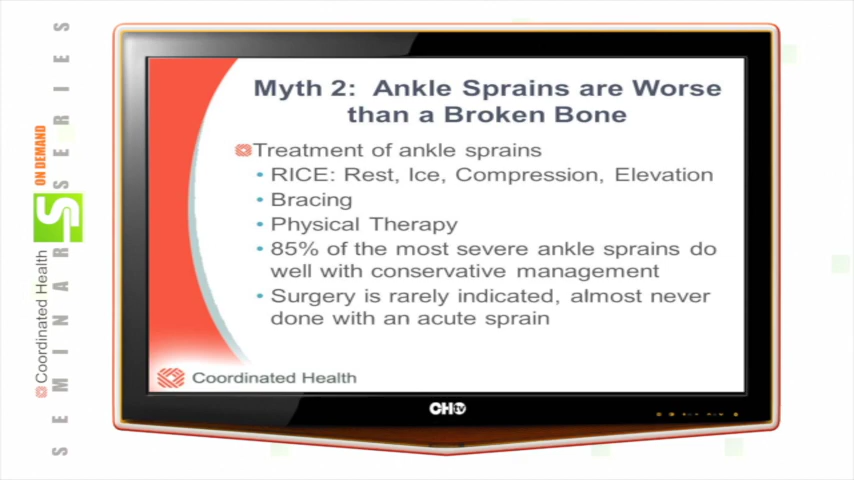 Myth 2: Ankle Sprains are Worse
than a Broken Bone
Treatment of ankle sprains
• RICE: Rest, Ice, Compression, Elevation
• Bracing
• Physical Therapy
• 85% of the most severe ankle sprains do
well with conservative management
• Surgery is rarely indicated, almost never
done with an acute sprain
Coordinated Health
CHtv
Coordinated Health
S ON DEMAND
SEMINAR SERIES